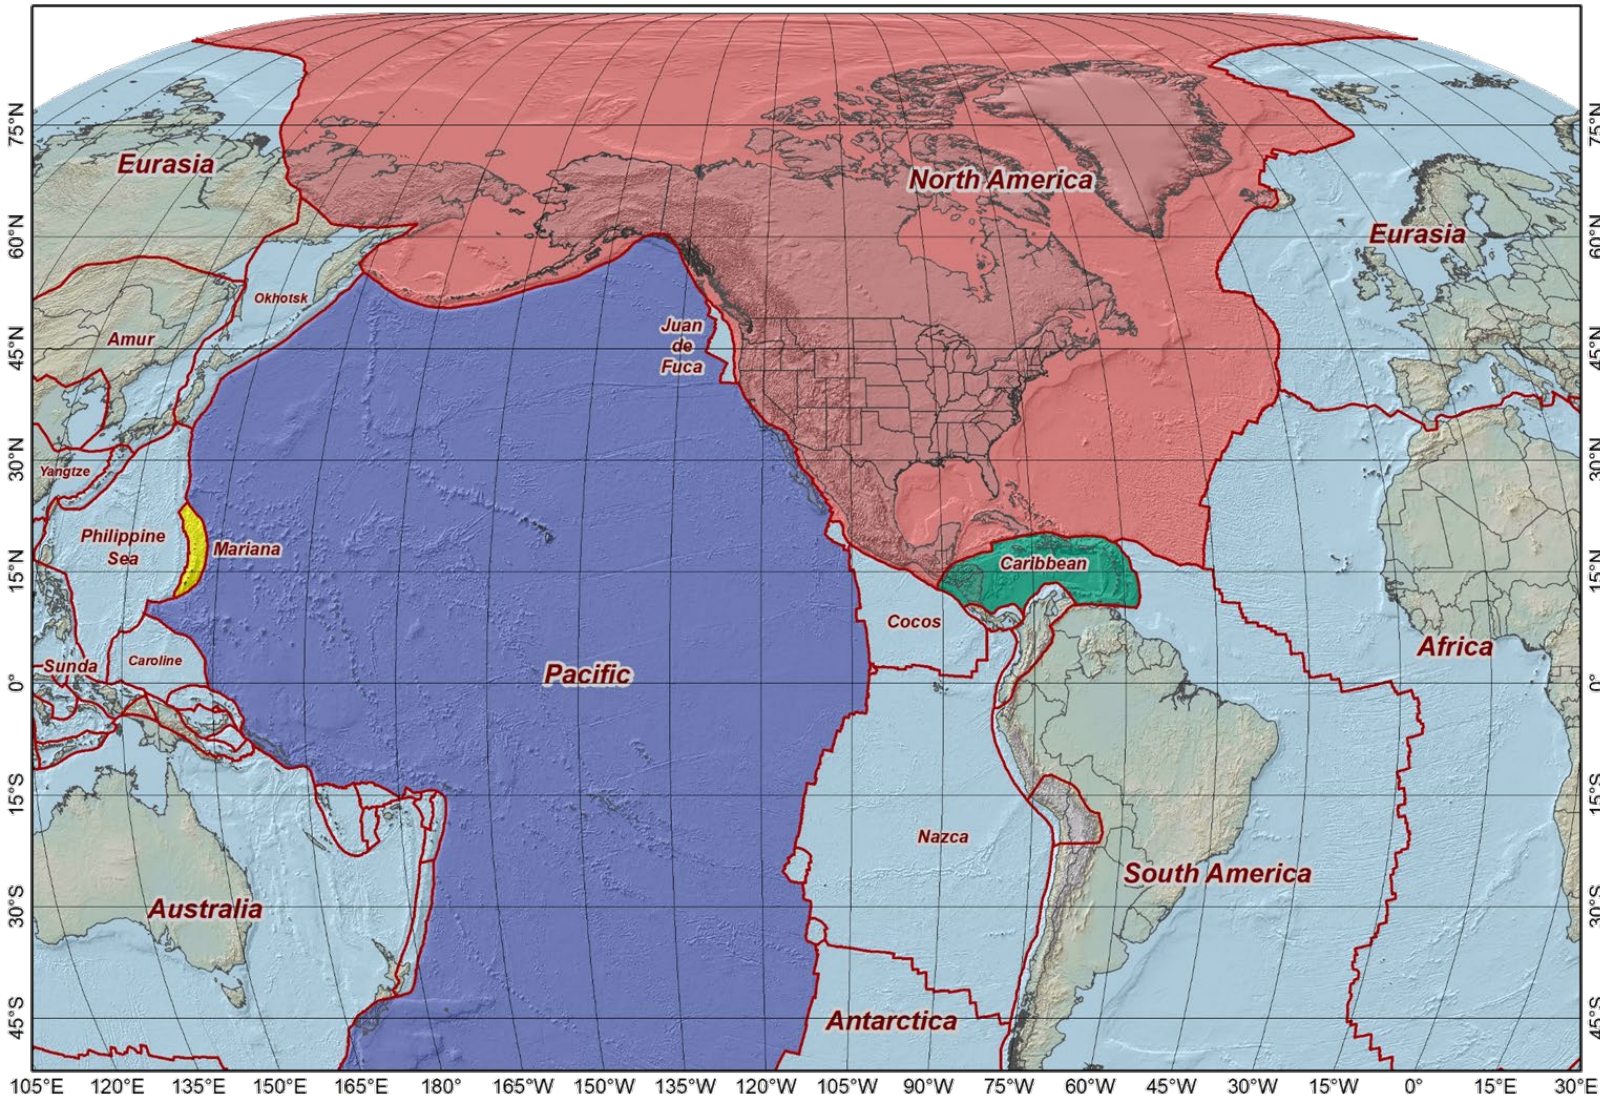 75°N
60°N
45°N
30°N
15°N
0°
15°S
30°S
45°S
Eurasia
North America
Eurasia
Okhotsk
Amur
Juan
de
Fuca
Yangtze
Philippine
Sea
Mariana
Caribbean
Cocos
Africa
Sunda
Caroline
Pacific
Nazca
South America
Australia
Antarctica
75°N
60°N
45°N
30°N
15°N
0°
15°S
30°S
45°S
105°E 120°E 135°E 150°E 165°E 180° 165°W 150°W 135°W 120°W 105°W 90°W 75°W 60°W 45°W 30°W 15°W 0° 15°E 30°E